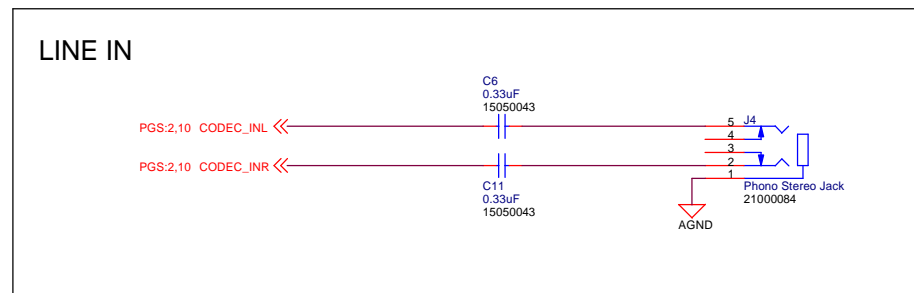 LINE IN
C6
0.33uF
15050043
PGS:2,10 CODEC_INL
5 J4
4
3
PGS:2,10 CODEC_INR
2
1
C11
0.33uF
15050043
Phono Stereo Jack
21000084
AGND